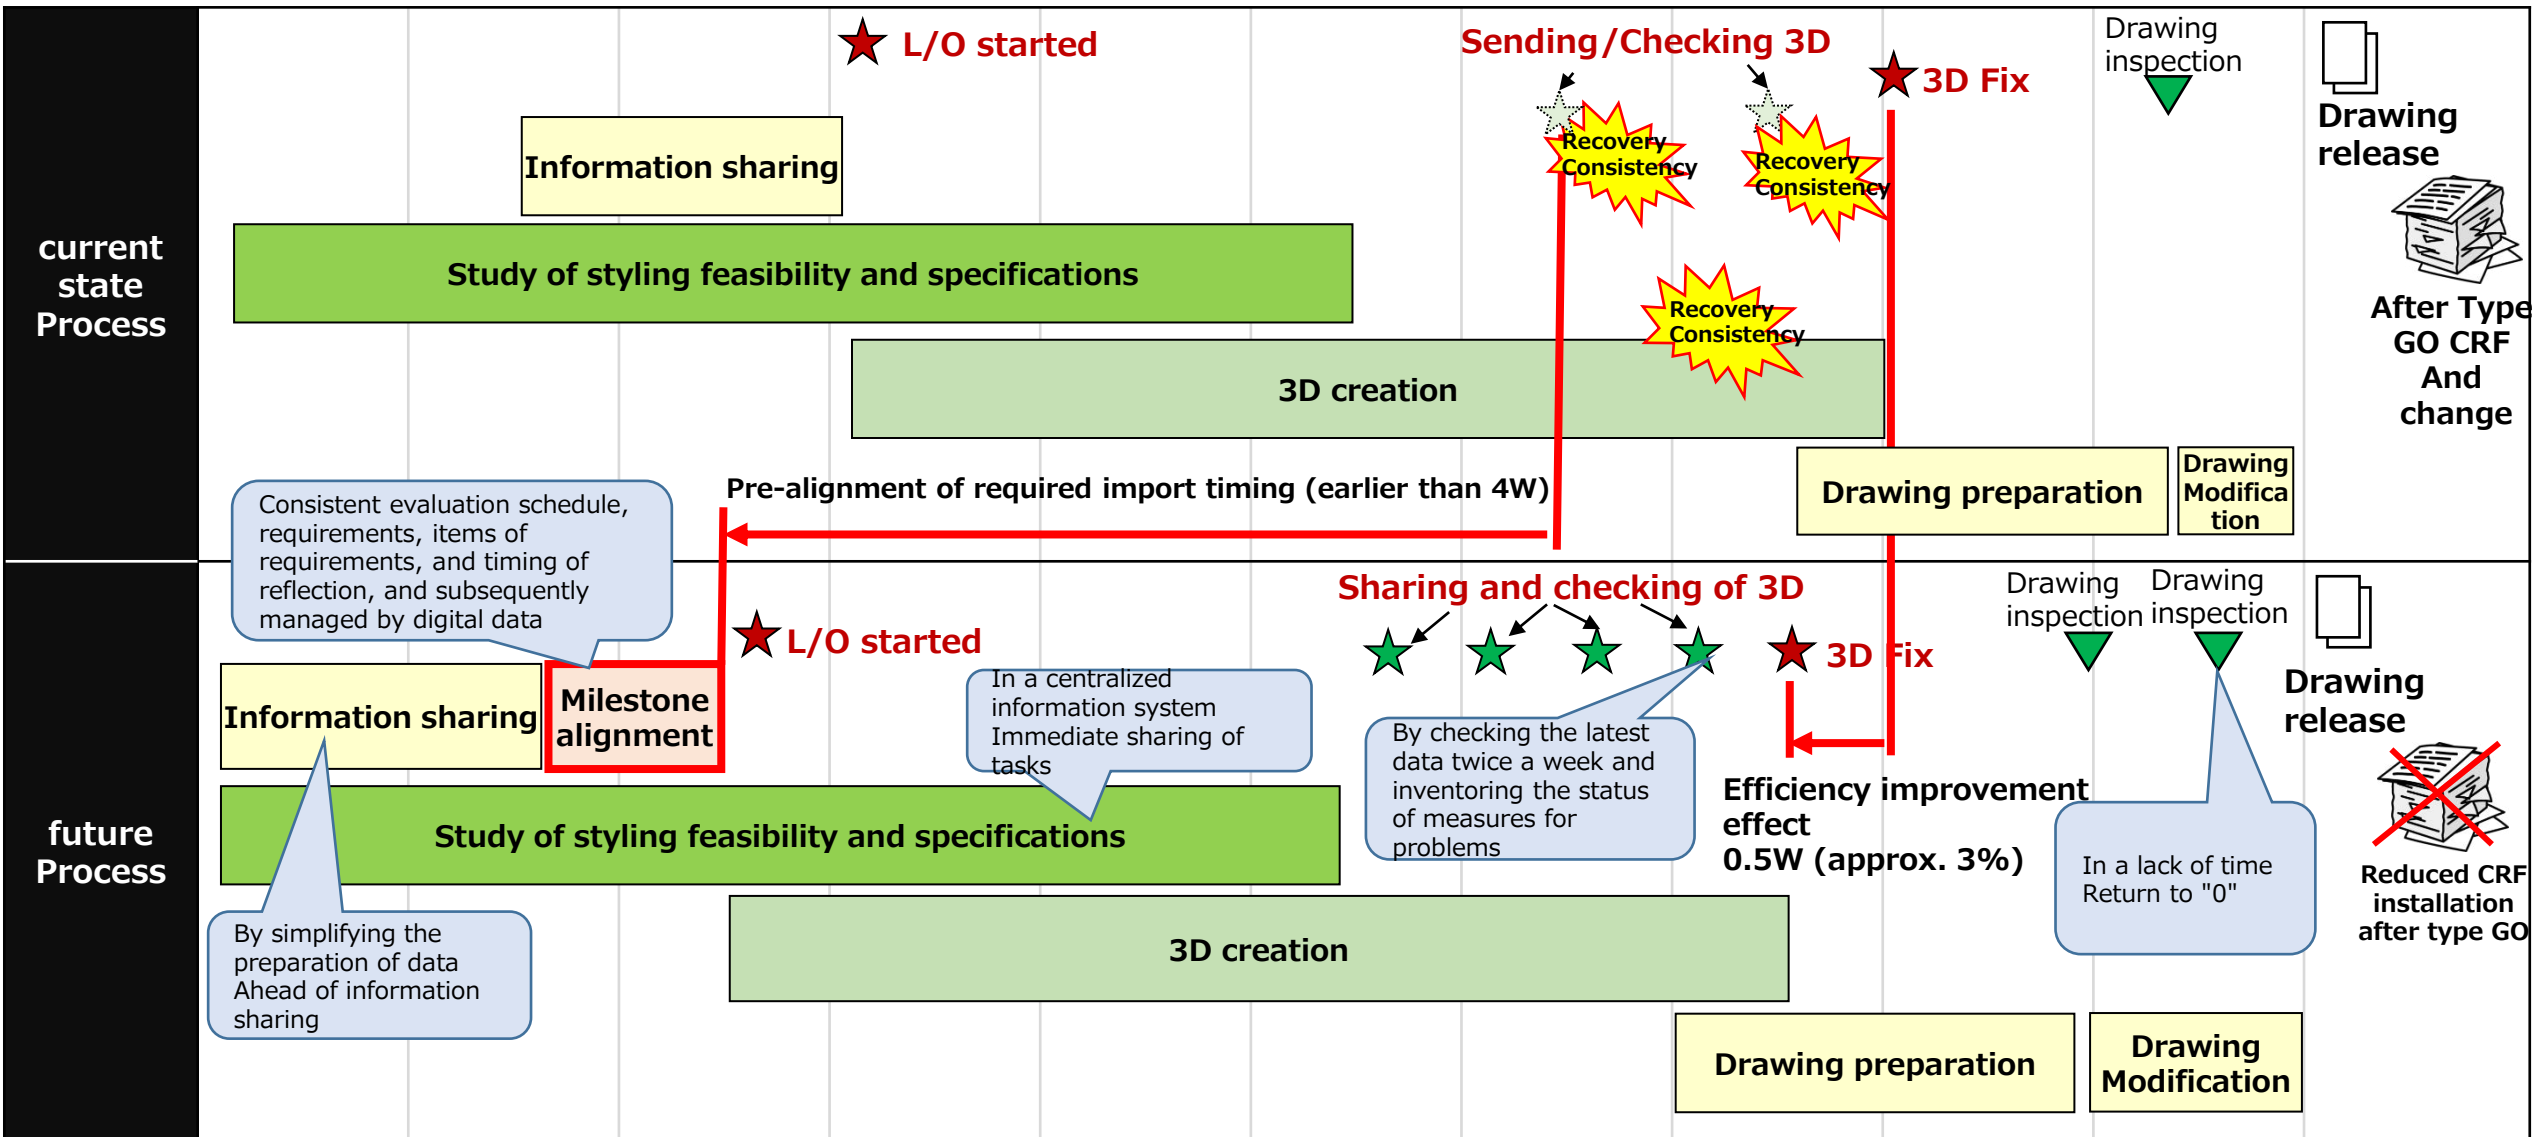 current
state
Process
L/O started
Sending/Checking 3D
3D Fix
Drawing
inspection
Drawing
release
Information sharing
Recovery
Consistency
Recovery
Consistency
Study of styling feasibility and specifications
Recovery
Consistency
After Type
GO CRF
And
change
3D creation
Drawing preparation
Drawing
Modifica
tion
Pre-alignment of required import timing (earlier than 4W)
Consistent evaluation schedule,
requirements, items of
requirements, and timing of
reflection, and subsequently
managed by digital data
future
Process
L/O started
Sharing and checking of 3D
3D Fix
Drawing
inspection
Drawing
inspection
Drawing
release
Information sharing
Milestone
alignment
In a centralized
information system
Immediate sharing of
tasks
By checking the latest
data twice a week and
inventoring the status
of measures for
problems
Efficiency improvement
effect
0.5W (approx. 3%)
Study of styling feasibility and specifications
In a lack of time
Return to "0"
Reduced CRF
installation
after type GO
By simplifying the
preparation of data
Ahead of information
sharing
3D creation
Drawing preparation
Drawing
Modification